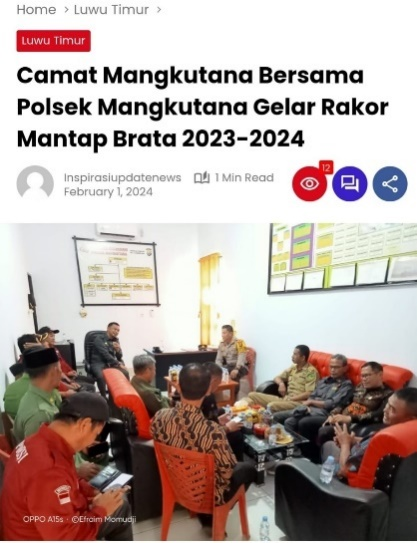 Home > Luwu Timur >
Luwu Timur
Camat Mangkutana Bersama
Polsek Mangkutana Gelar Rakor
Mantap Brata 2023-2024
Inspirasiupdatenews 1 Min Read
February 1, 2024
12
OPPO A15s · ©Efraim Momudji